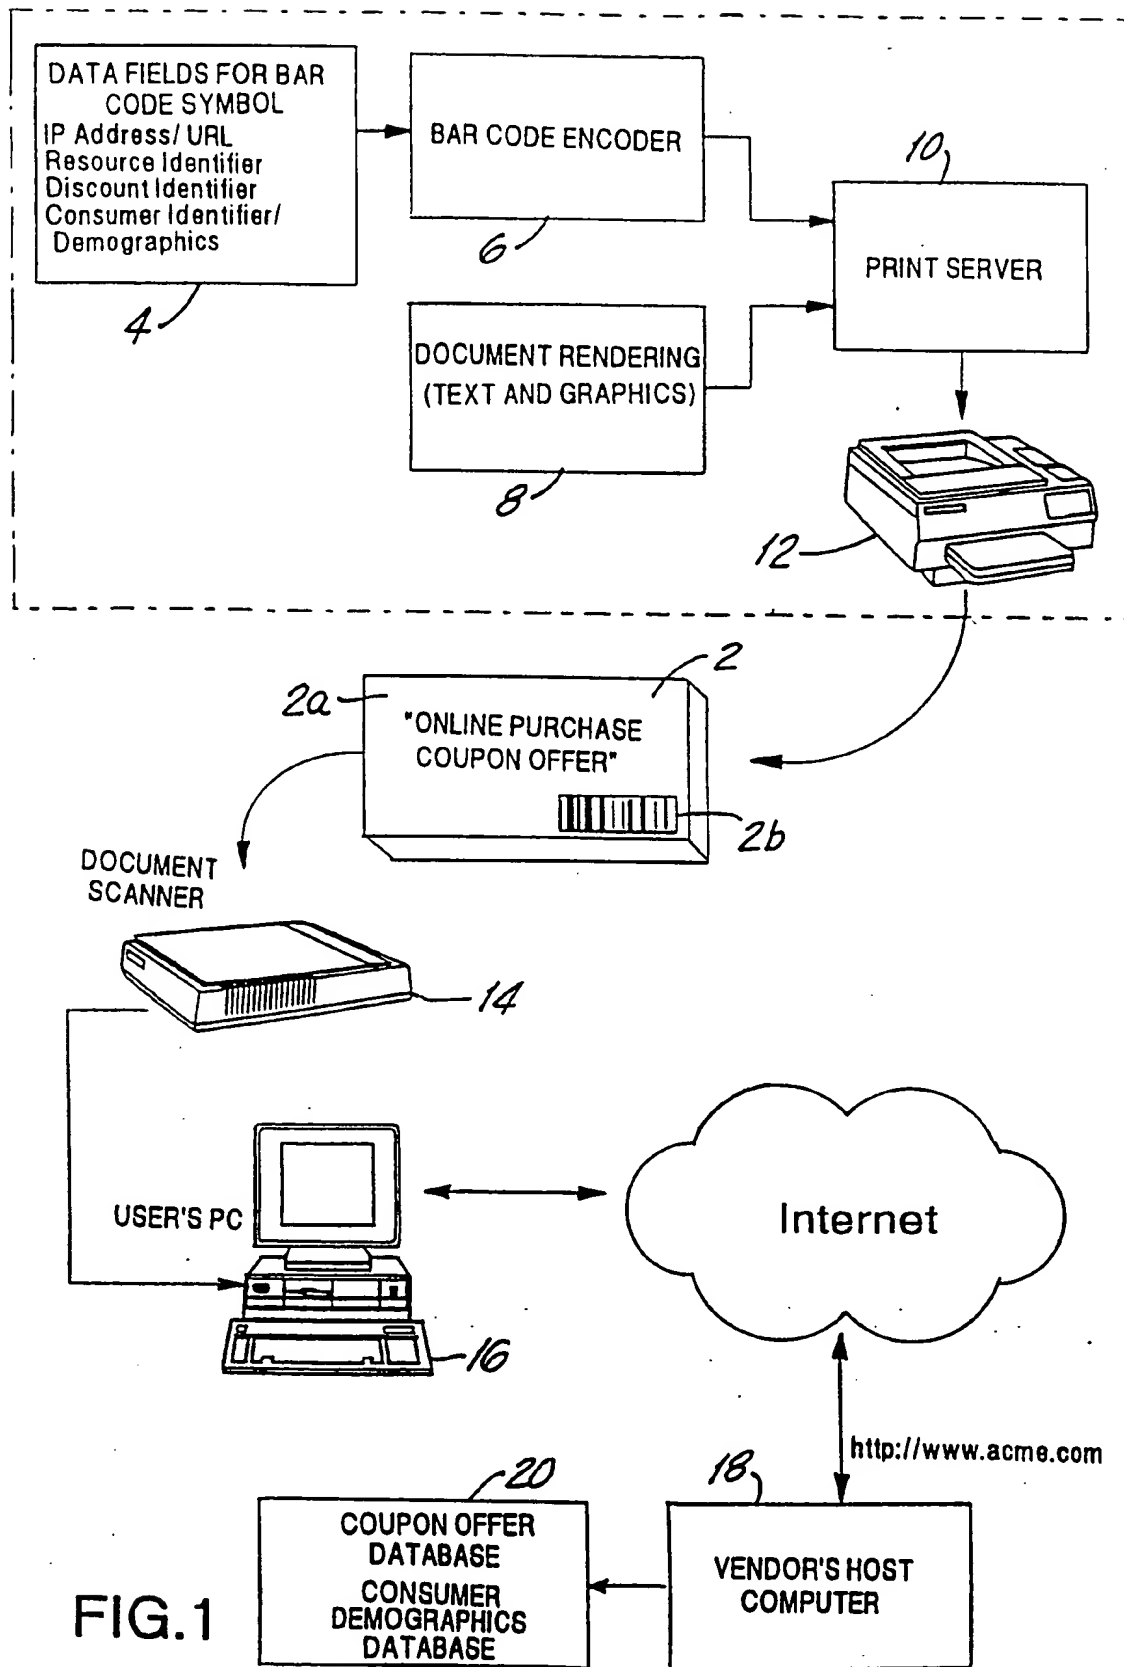 DATA FIELDS FOR BAR
CODE SYMBOL
IP Address/ URL
Resource Identifier
Discount Identifier
Consumer Identifier/
Demographics
4
BAR CODE ENCODER
6
DOCUMENT RENDERING
(TEXT AND GRAPHICS)
8
10
PRINT SERVER
12
2a
2
"ONLINE PURCHASE
COUPON OFFER"
2b
DOCUMENT
SCANNER
14
USER'S PC
16
Internet
http://www.acme.com
20
COUPON OFFER
DATABASE
CONSUMER
DEMOGRAPHICS
DATABASE
18
VENDOR'S HOST
COMPUTER
FIG.1